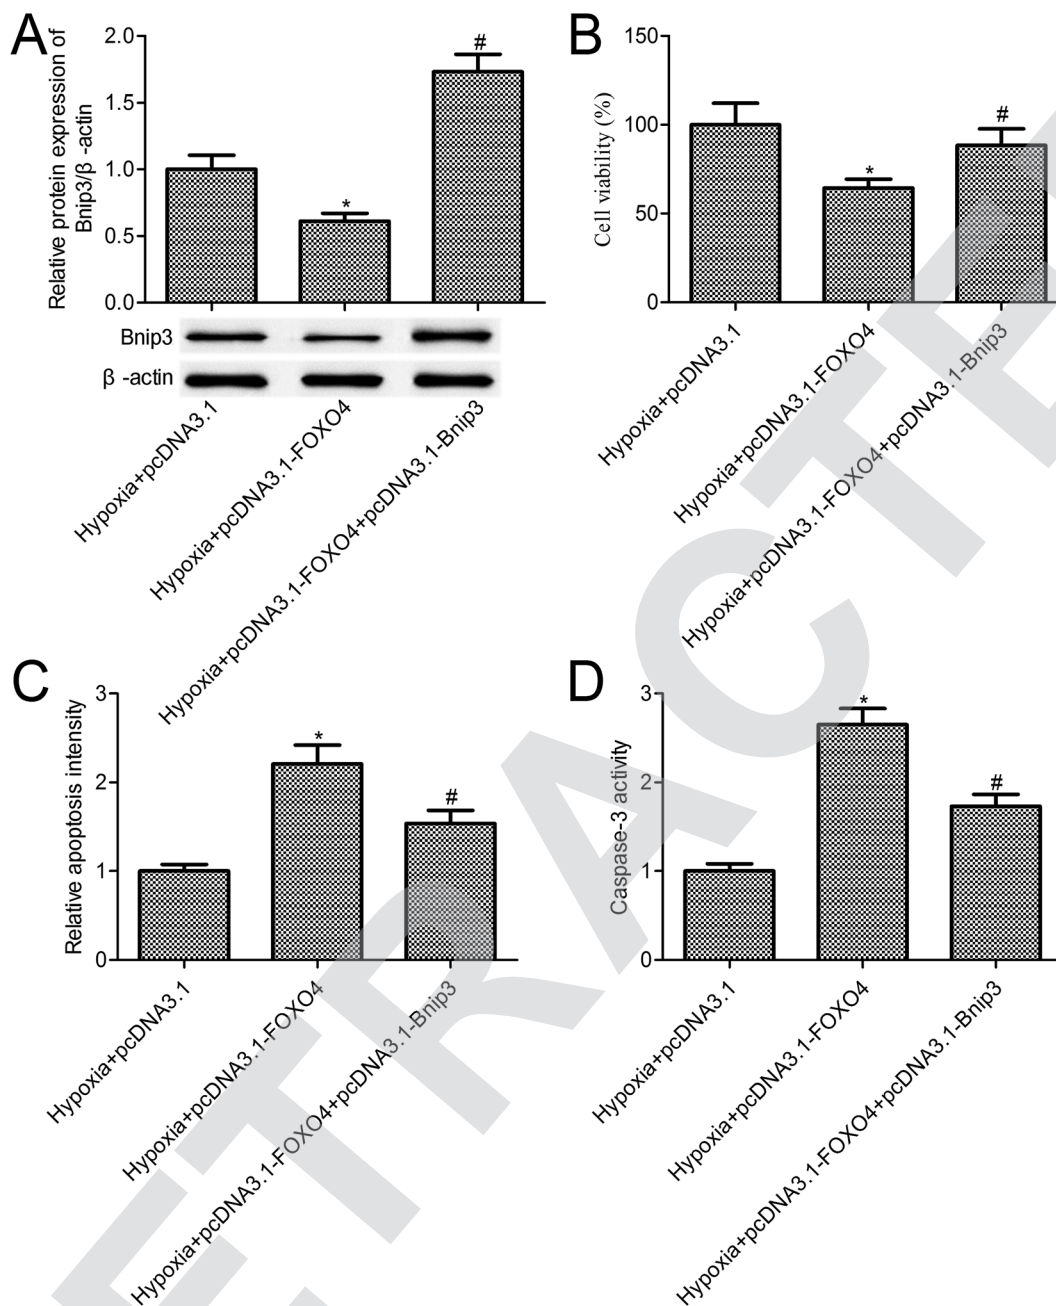 A
Relative protein expression of
Bnip3/β -actin
2.0
1.5
1.0
0.5
0.0
*
#
Bnip3
β -actin
Hypoxia+pcDNA3.1
Hypoxia+pcDNA3.1-FOXO4
Hypoxia+pcDNA3.1-FOXO4+pcDNA3.1-Bnip3
B
Cell viability (%)
150
100
50
0
*
#
Hypoxia+pcDNA3.1
Hypoxia+pcDNA3.1-FOXO4
Hypoxia+pcDNA3.1-FOXO4+pcDNA3.1-Bnip3
C
Relative apoptosis intensity
3
2
1
0
*
#
Hypoxia+pcDNA3.1
Hypoxia+pcDNA3.1-FOXO4
Hypoxia+pcDNA3.1-FOXO4+pcDNA3.1-Bnip3
D
Caspase-3 activity
3
2
1
0
*
#
Hypoxia+pcDNA3.1
Hypoxia+pcDNA3.1-FOXO4
Hypoxia+pcDNA3.1-FOXO4+pcDNA3.1-Bnip3
ETRACTE